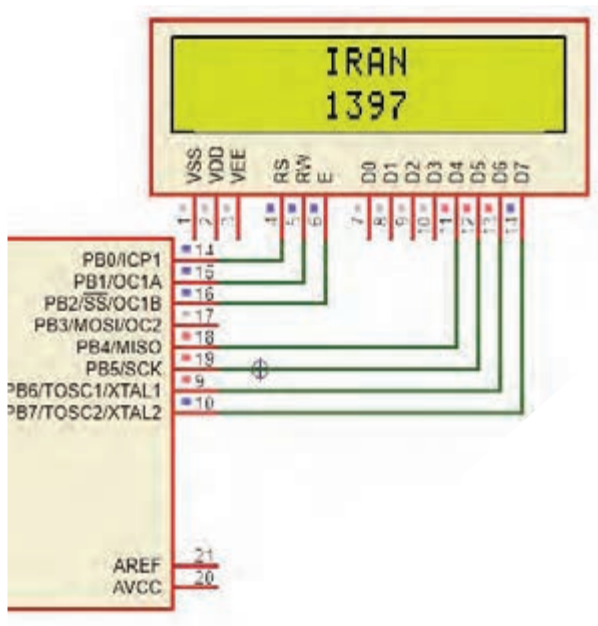 IRAN
1397
VSS VDD VEE RS RW E D0 D1 D2 D3 D4 D5 D6 D7
1 2 3 4 5 6 7 8 9 10 11 12 13 14
PB0/ICP1 14
PB1/OC1A 15
PB2/SS/OC1B 16
PB3/MOSI/OC2 17
PB4/MISO 18
PB5/SCK 19
PB6/TOSC1/XTAL1 9
PB7/TOSC2/XTAL2 10
AREF 21
AVCC 20